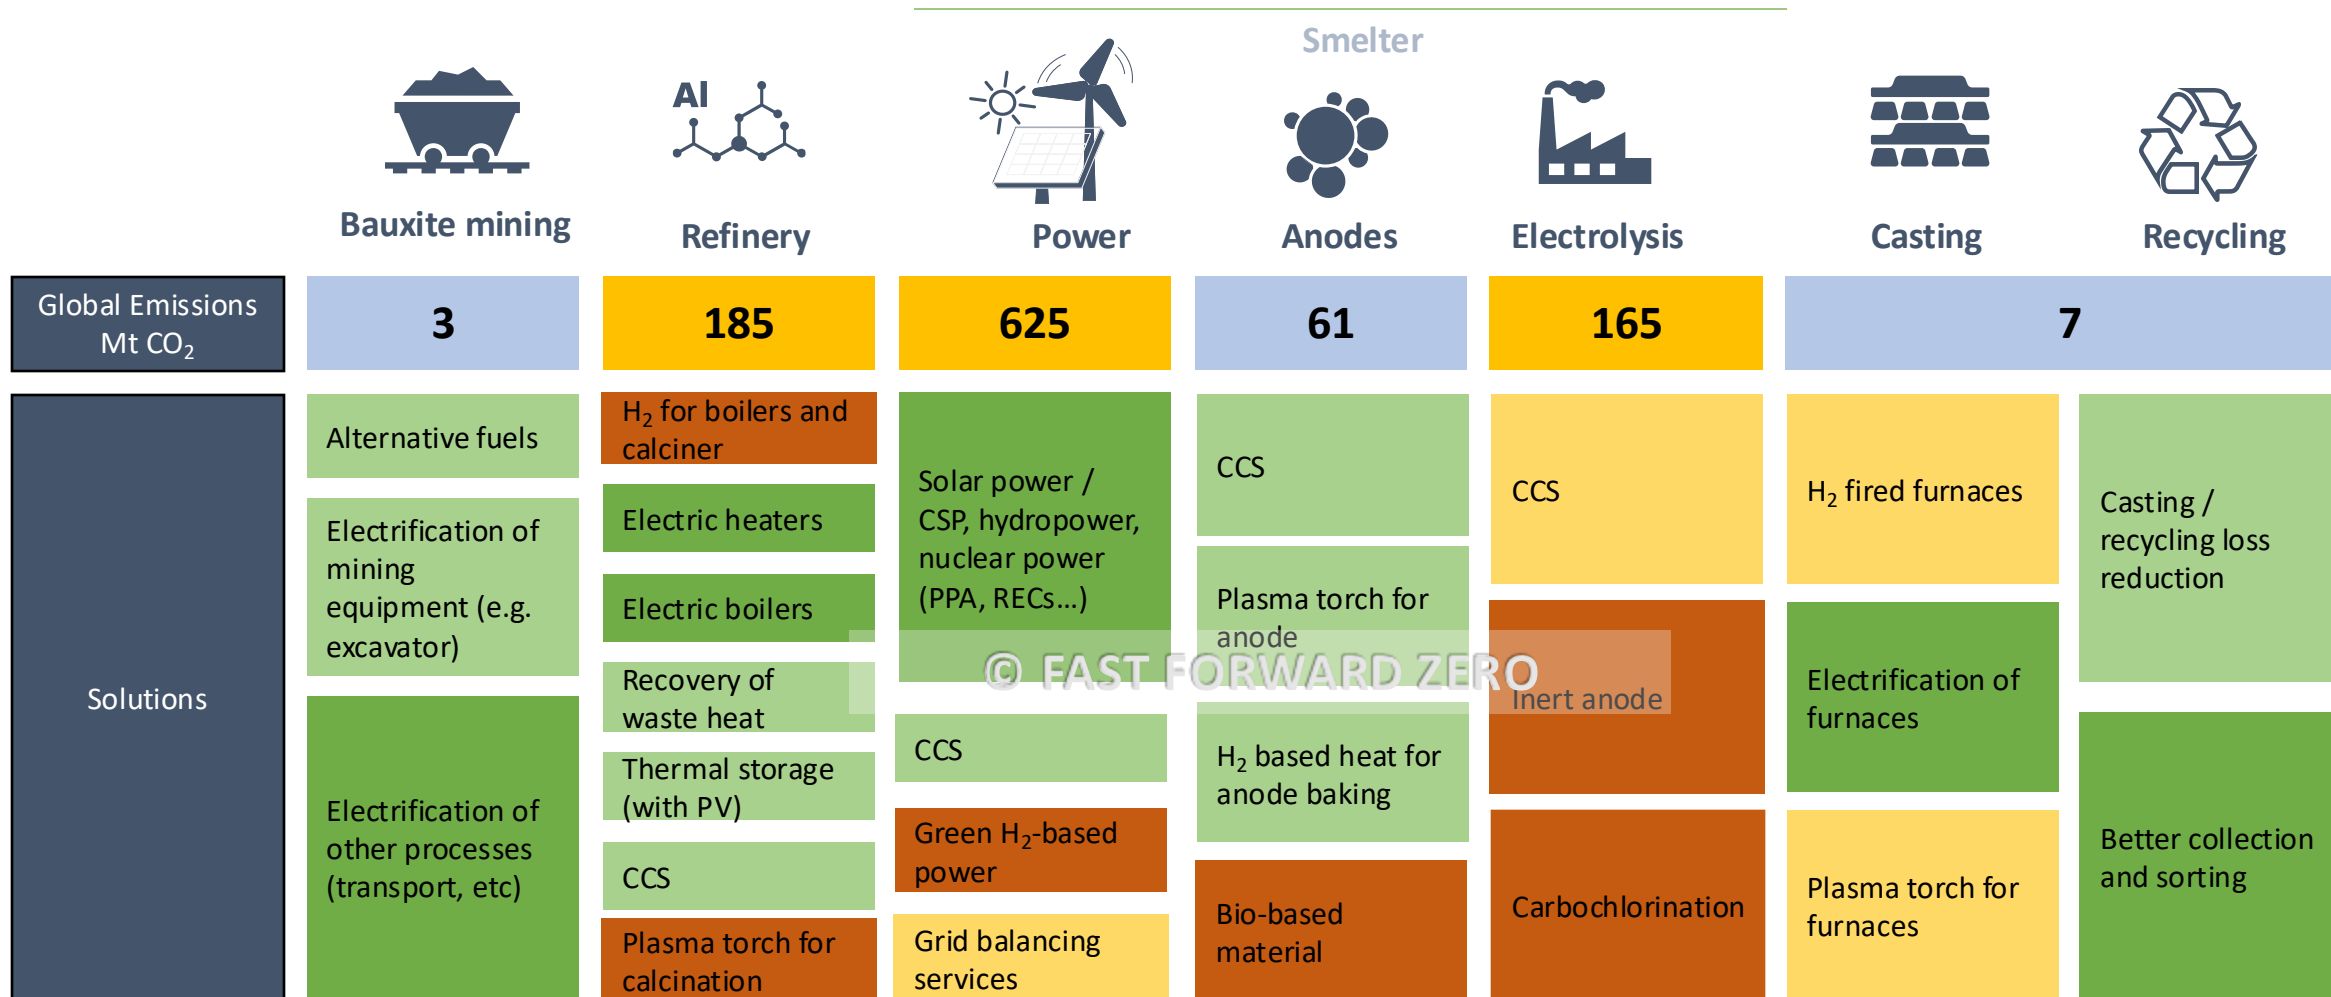 Smelter
Al
Bauxite mining
Refinery
Power
Anodes
Electrolysis
Casting
Recycling
Global Emissions
Mt CO₂
3
185
625
61
165
7
Solutions
Alternative fuels
Electrification of
mining
equipment (e.g.
excavator)
Electrification of
other processes
(transport, etc)
H₂ for boilers and
calciner
Electric heaters
Electric boilers
Recovery of
waste heat
Thermal storage
(with PV)
CCS
Plasma torch for
calcination
Solar power /
CSP, hydropower,
nuclear power
(PPA, RECs...)
CCS
Green H₂-based
power
Grid balancing
services
CCS
Plasma torch for
anode
H₂ based heat for
anode baking
Bio-based
material
CCS
Inert anode
Carbochlorination
H₂ fired furnaces
Electrification of
furnaces
Plasma torch for
furnaces
Casting /
recycling loss
reduction
Better collection
and sorting
© FAST FORWARD ZERO